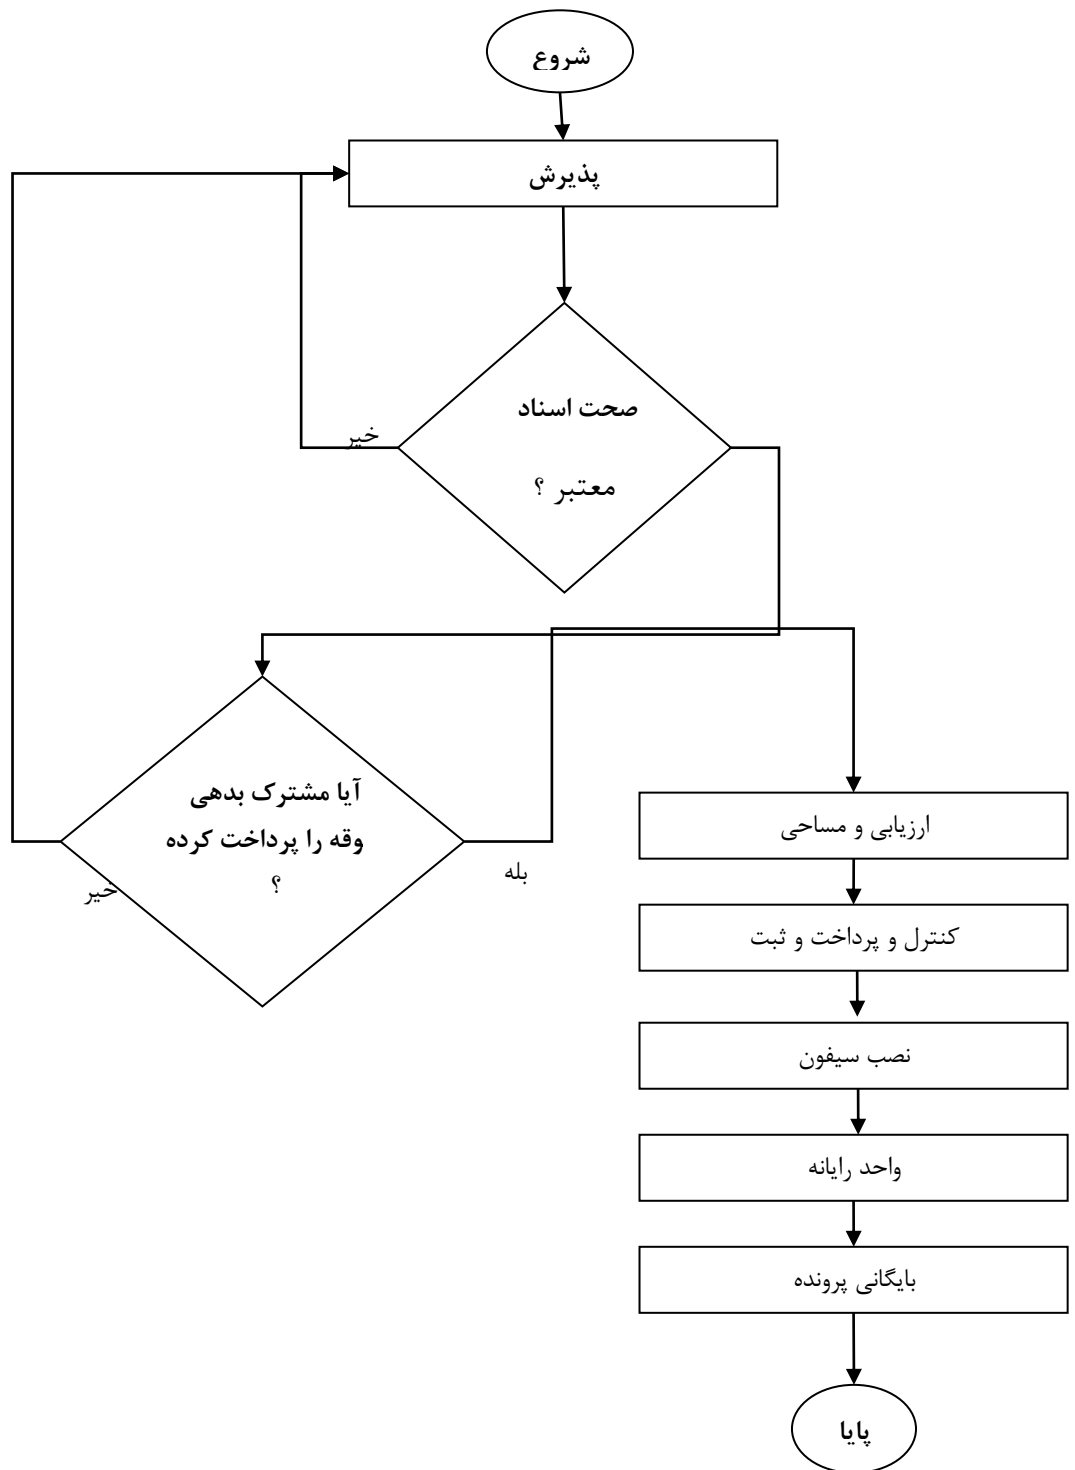 شروع
پذیرش
صحت اسناد
معتبر ؟
خیر
آیا مشترک بدهی
وقه را پرداخت کرده
؟
خیر
بله
ارزیابی و مساحی
کنترل و پرداخت و ثبت
نصب سیفون
واحد رایانه
بایگانی پرونده
پایا